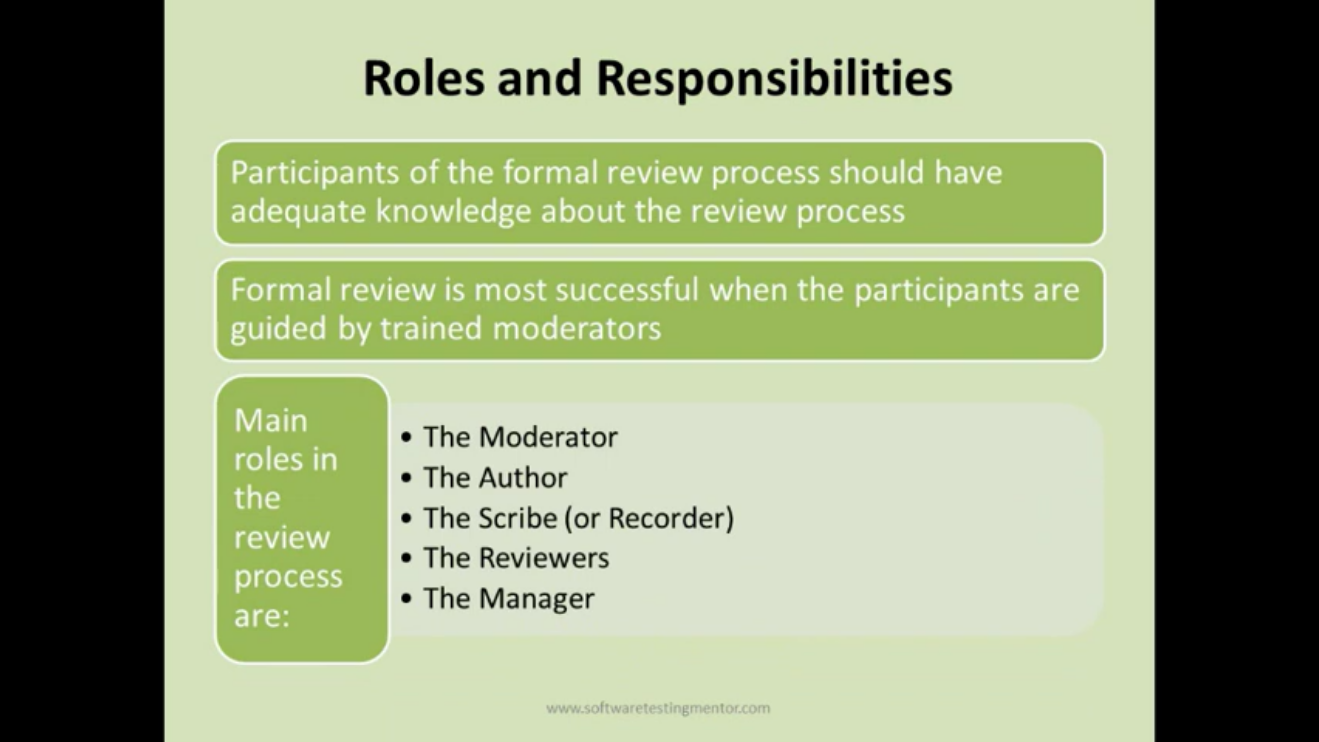 Roles and Responsibilities
Participants of the formal review process should have
adequate knowledge about the review process
Formal review is most successful when the participants are
guided by trained moderators
Main
roles in
the
review
process
are:
• The Moderator
• The Author
• The Scribe (or Recorder)
• The Reviewers
• The Manager
www.softwaretestingmentor.com